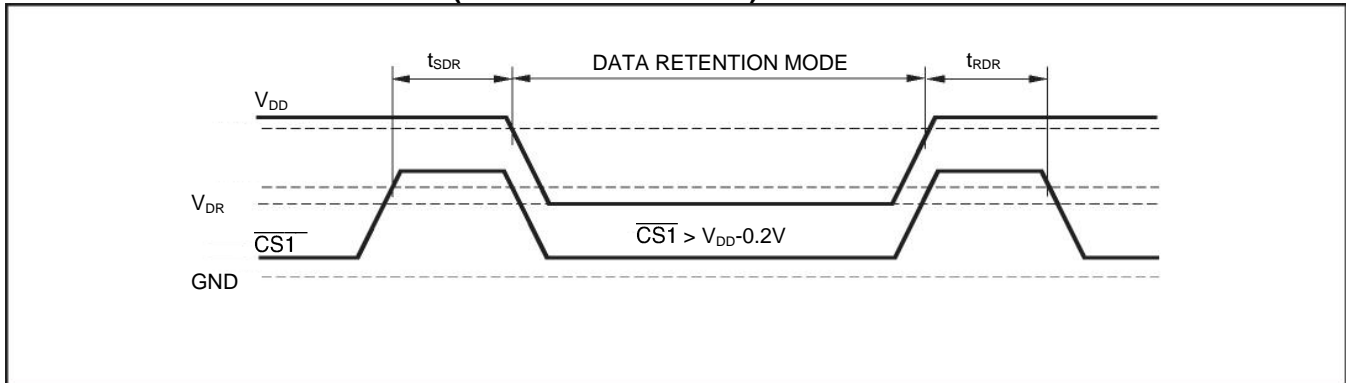 tSDR DATA RETENTION MODE tRDR
VDD
VDR
CS1 CS1 > VDD-0.2V
GND